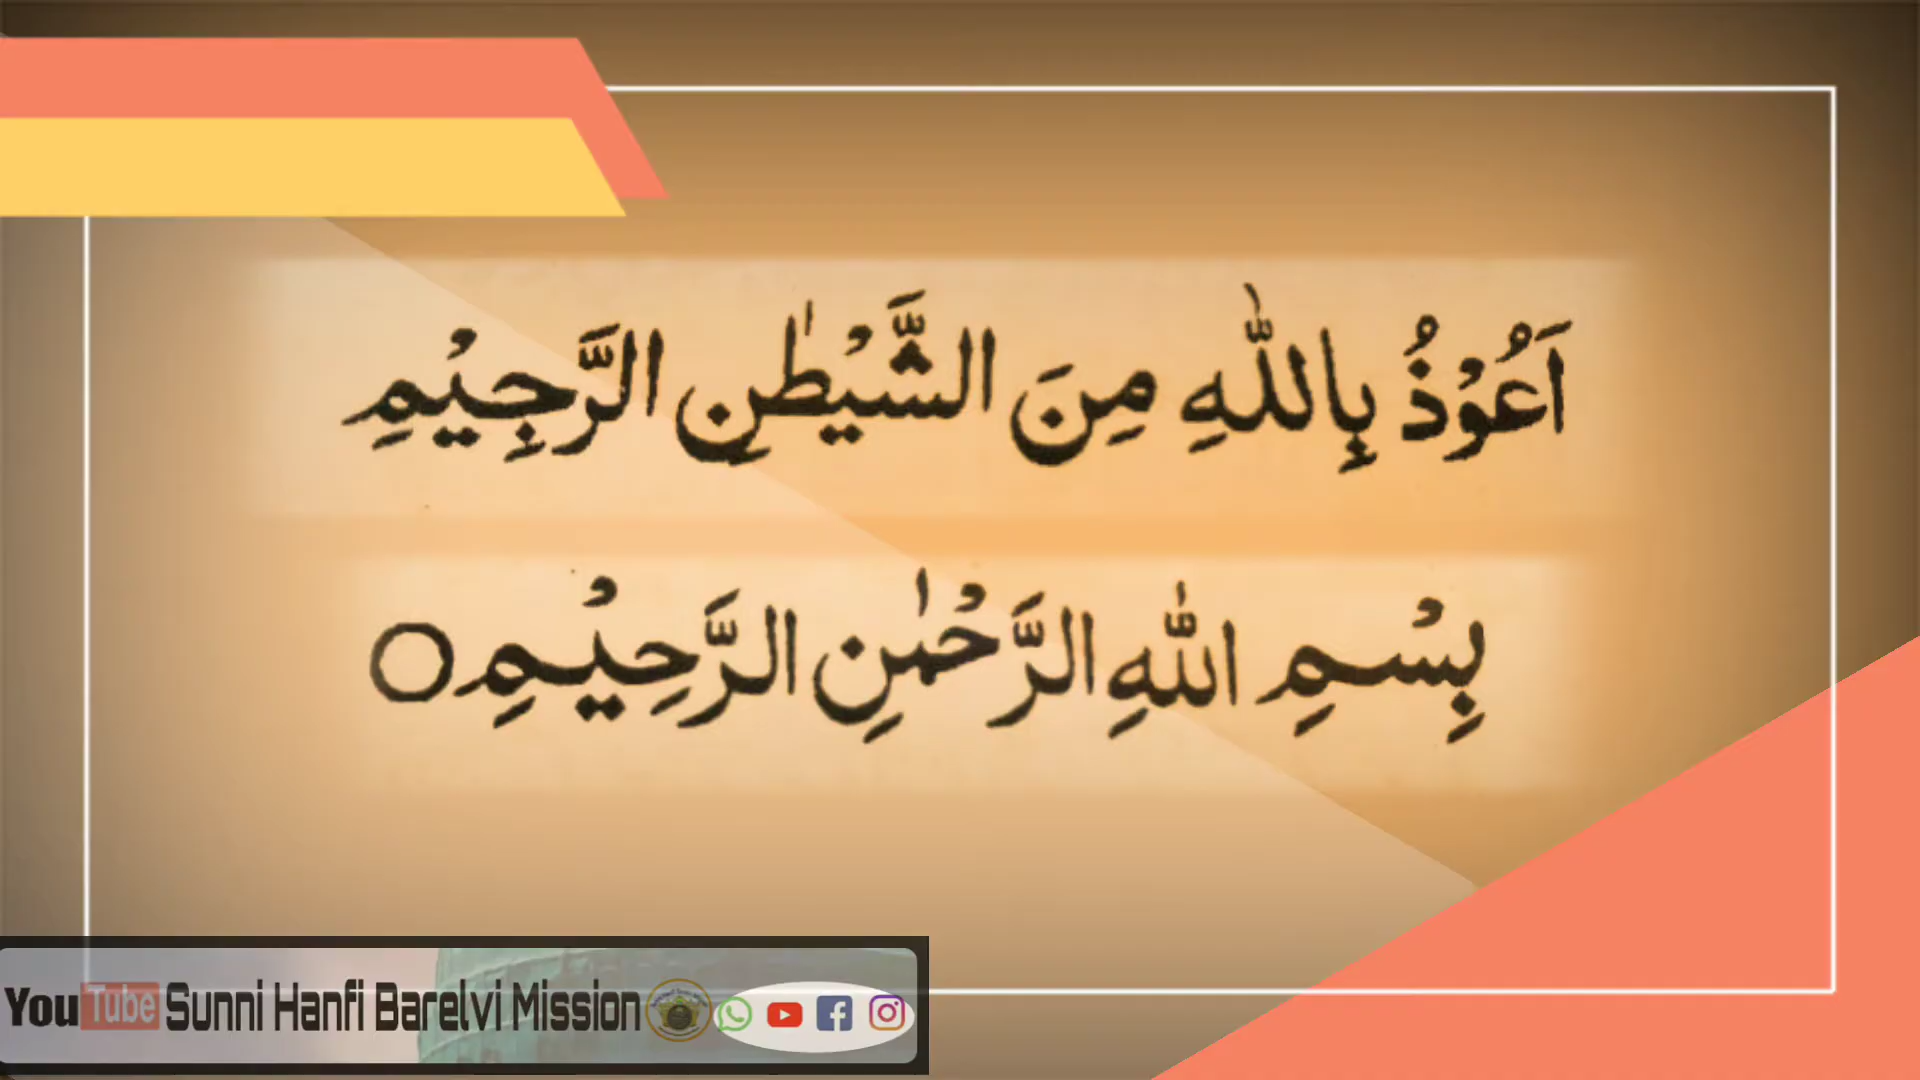 اَعُوْذُ بِاللّٰهِ مِنَ الشَّيْطٰنِ الرَّجِيْمِ
بِسْمِ اللّٰهِ الرَّحْمٰنِ الرَّحِيْمِ○
YouTube Sunni Hanfi Barelvi Mission